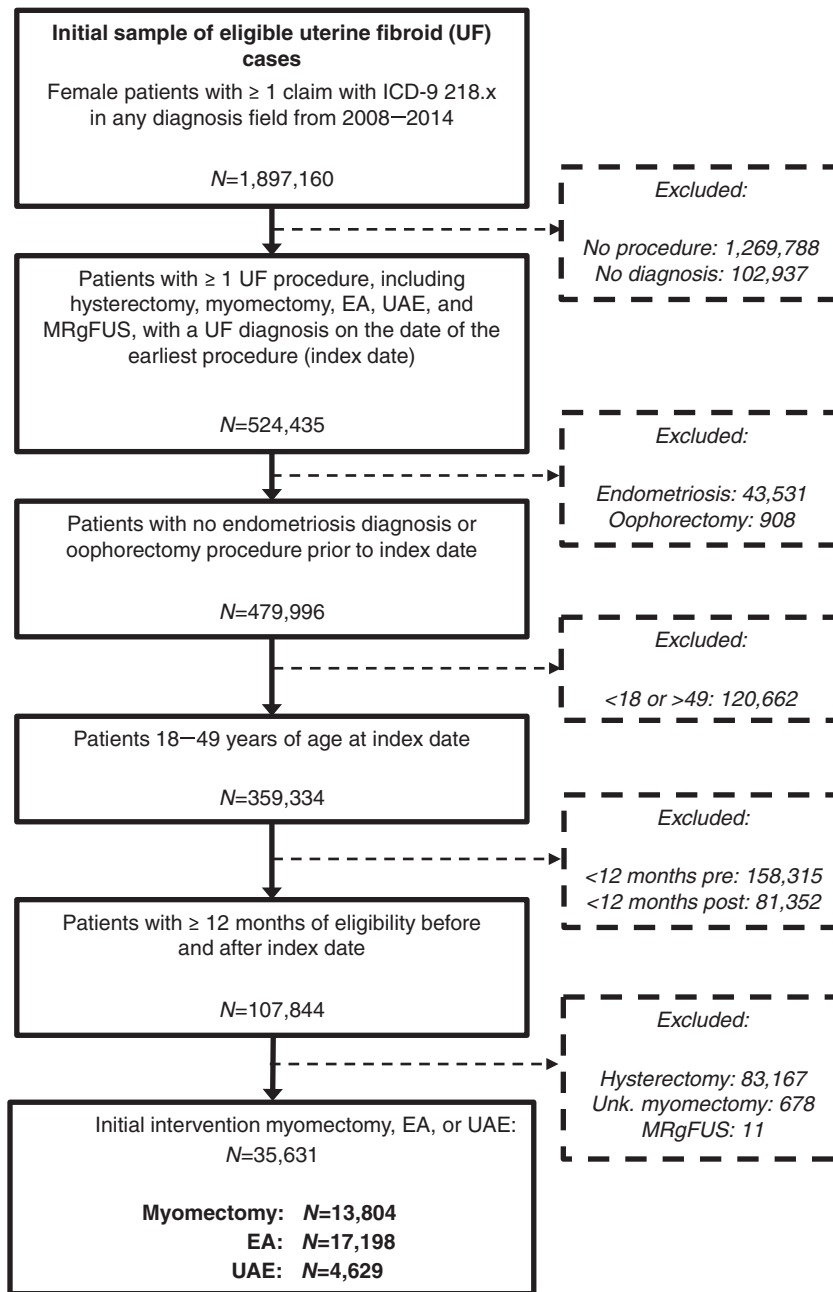 Initial sample of eligible uterine fibroid (UF)
cases
Female patients with ≥ 1 claim with ICD-9 218.x
in any diagnosis field from 2008–2014
N=1,897,160
Excluded:
No procedure: 1,269,788
No diagnosis: 102,937
Patients with ≥ 1 UF procedure, including
hysterectomy, myomectomy, EA, UAE, and
MRgFUS, with a UF diagnosis on the date of the
earliest procedure (index date)
N=524,435
Excluded:
Endometriosis: 43,531
Oophorectomy: 908
Patients with no endometriosis diagnosis or
oophorectomy procedure prior to index date
N=479,996
Excluded:
<18 or >49: 120,662
Patients 18–49 years of age at index date
N=359,334
Excluded:
<12 months pre: 158,315
<12 months post: 81,352
Patients with ≥ 12 months of eligibility before
and after index date
N=107,844
Excluded:
Hysterectomy: 83,167
Unk. myomectomy: 678
MRgFUS: 11
Initial intervention myomectomy, EA, or UAE:
N=35,631
Myomectomy: N=13,804
EA: N=17,198
UAE: N=4,629